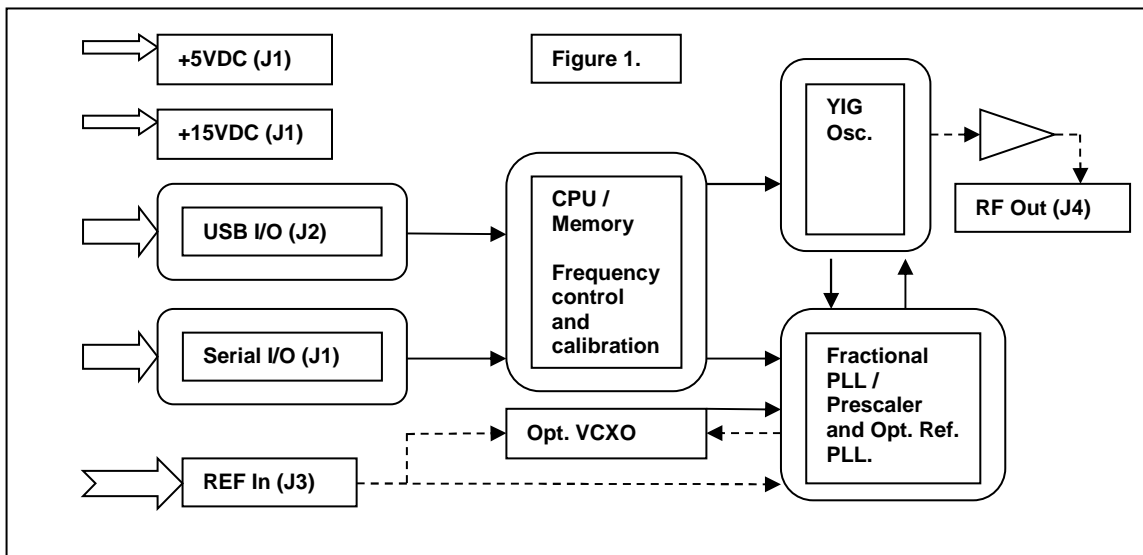 +5VDC (J1)
Figure 1.
+15VDC (J1)
YIG
Osc.
RF Out (J4)
USB I/O (J2)
CPU /
Memory
Frequency
control
and
calibration
Serial I/O (J1)
Fractional
PLL /
Prescaler
and Opt. Ref.
PLL.
Opt. VCXO
REF In (J3)